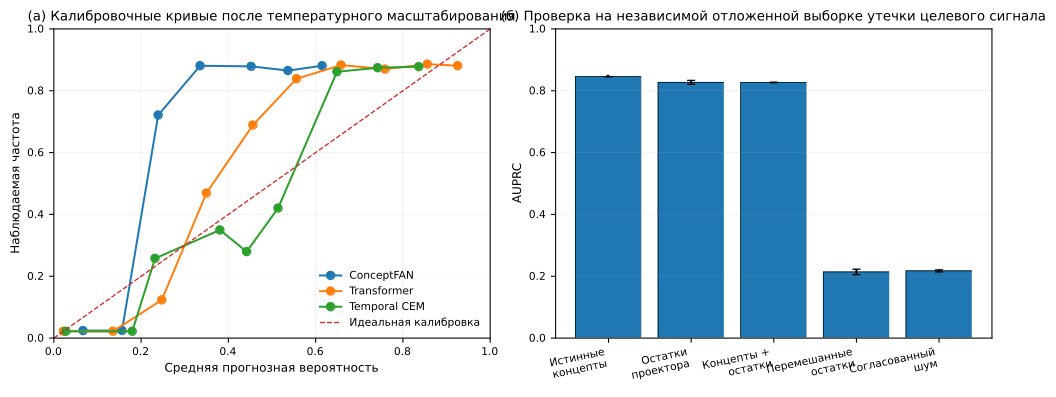 (а) Калибровочные кривые после температурного масштабирования
(б) Проверка на независимой отложенной выборке утечки целевого сигнала
1.0
0.8
0.6
0.4
0.2
0.0
Наблюдаемая частота
0.0 0.2 0.4 0.6 0.8 1.0
Средняя прогнозная вероятность
ConceptFAN
Transformer
Temporal CEM
Идеальная калибровка
1.0
0.8
0.6
0.4
0.2
0.0
AUPRC
Истинные
концепты
Остатки
проектора
Концепты +
остатки
Перемешанные
остатки
Согласованный
шум